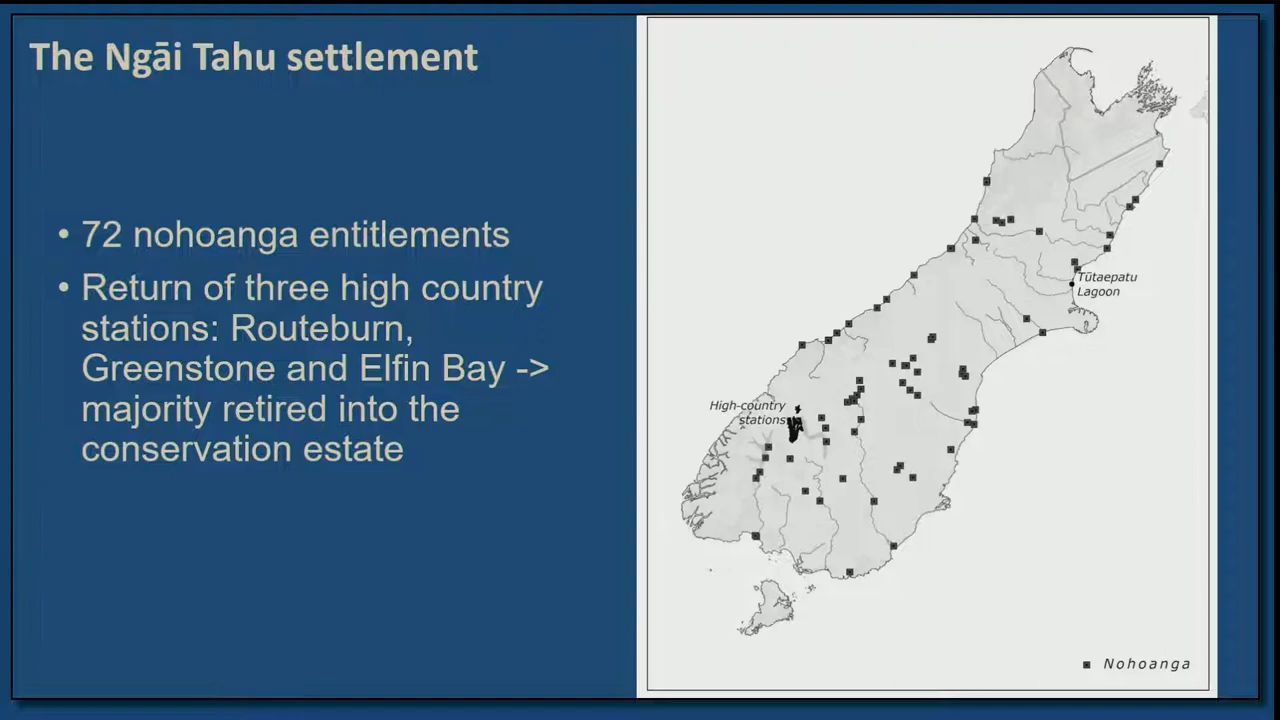 The Ngāi Tahu settlement
• 72 nohoanga entitlements
• Return of three high country
stations: Routeburn,
Greenstone and Elfin Bay ->
majority retired into the
conservation estate
Tūtaepatu
Lagoon
High-country
stations
Nohoanga